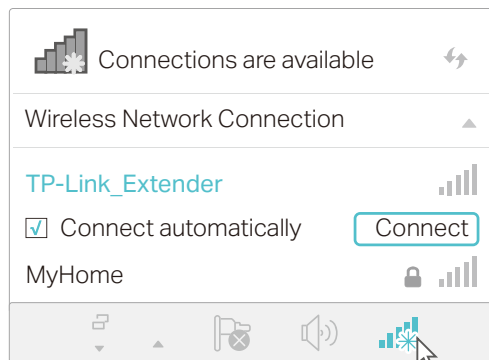 Connections are available
Wireless Network Connection
TP-Link_Extender
Connect automatically
Connect
MyHome